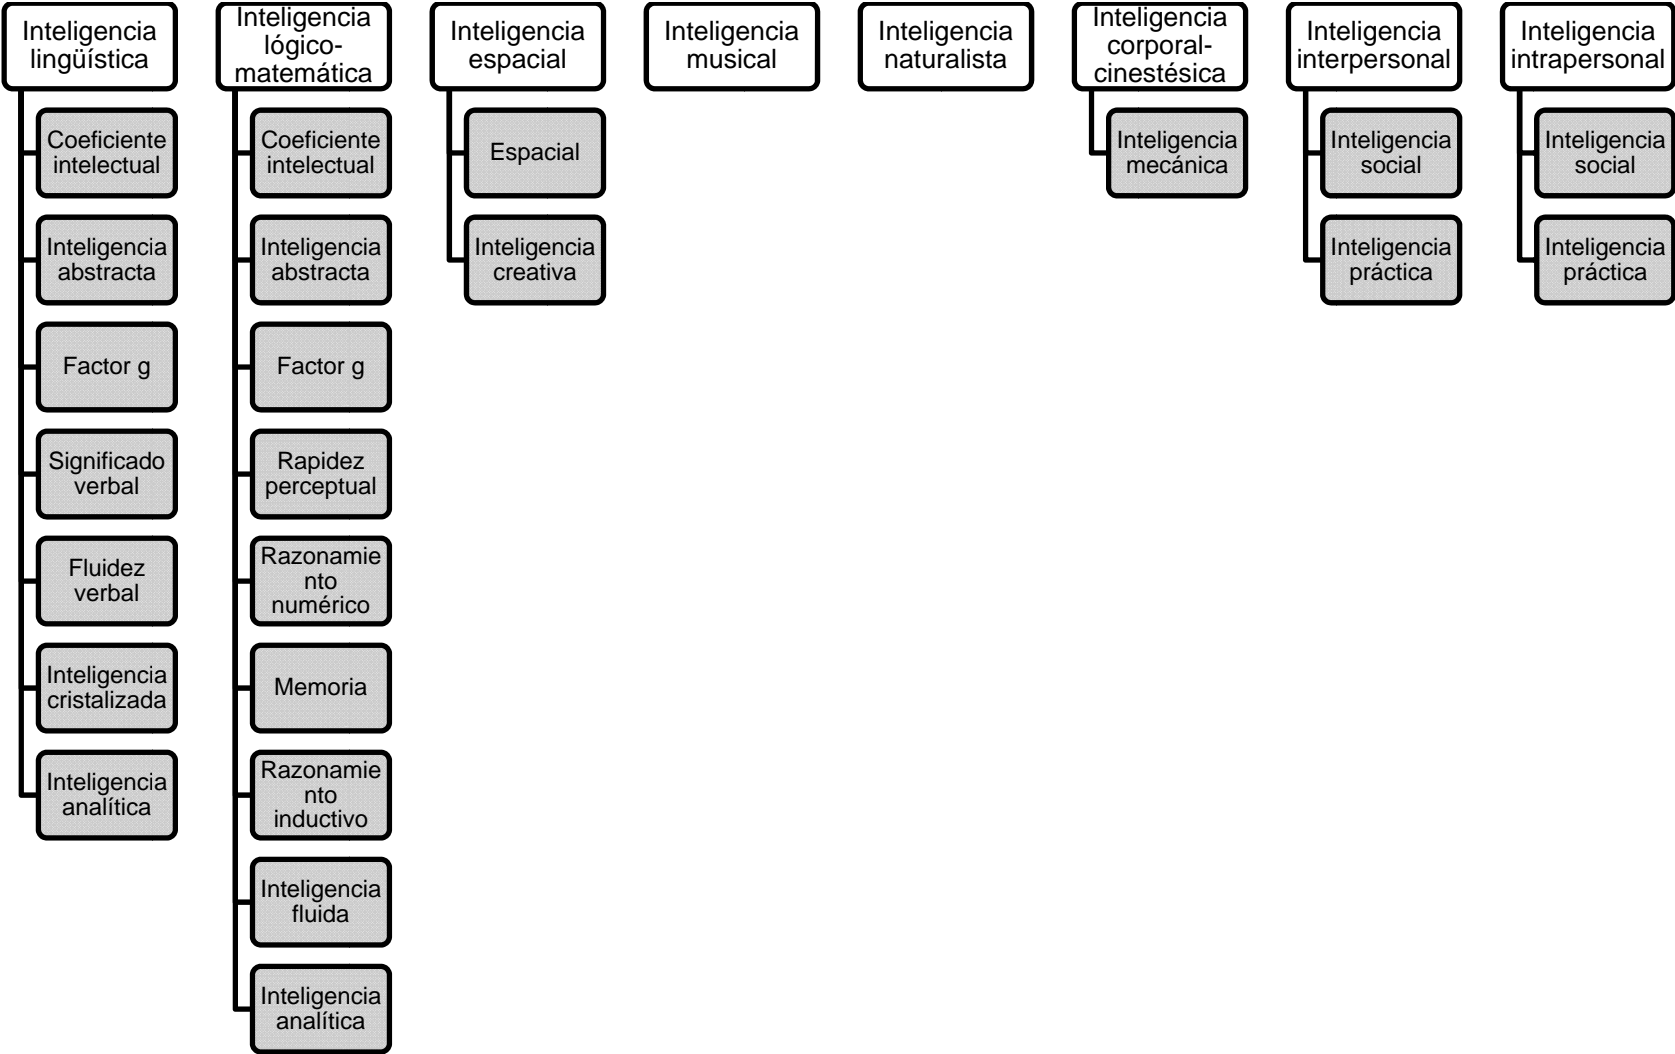 Inteligencia
lingüística
Coeficiente
intelectual
Inteligencia
abstracta
Factor g
Significado
verbal
Fluidez
verbal
Inteligencia
cristalizada
Inteligencia
analítica
Inteligencia
lógico-
matemática
Coeficiente
intelectual
Inteligencia
abstracta
Factor g
Rapidez
perceptual
Razonamie
nto
numérico
Memoria
Razonamie
nto
inductivo
Inteligencia
fluida
Inteligencia
analítica
Inteligencia
espacial
Espacial
Inteligencia
creativa
Inteligencia
musical
Inteligencia
naturalista
Inteligencia
corporal-
cinestésica
Inteligencia
mecánica
Inteligencia
interpersonal
Inteligencia
social
Inteligencia
práctica
Inteligencia
intrapersonal
Inteligencia
social
Inteligencia
práctica